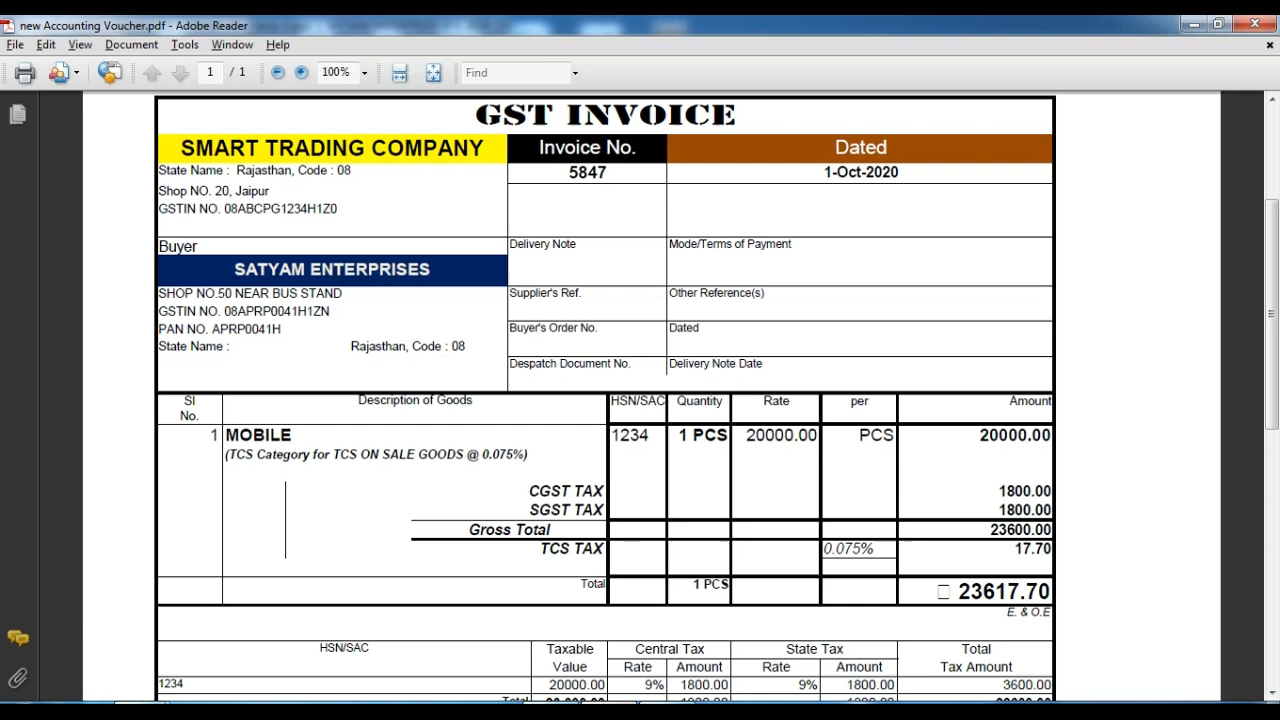 new Accounting Voucher.pdf - Adobe Reader
File Edit View Document Tools Window Help
1 / 1 100% Find
GST INVOICE
SMART TRADING COMPANY Invoice No. Dated
State Name : Rajasthan, Code : 08 5847 1-Oct-2020
Shop NO. 20, Jaipur
GSTIN NO. 08ABCPG1234H1Z0
Buyer Delivery Note Mode/Terms of Payment
SATYAM ENTERPRISES
SHOP NO.50 NEAR BUS STAND Supplier's Ref. Other Reference(s)
GSTIN NO. 08APRP0041H1ZN
PAN NO. APRP0041H Buyer's Order No. Dated
State Name : Rajasthan, Code : 08
Despatch Document No. Delivery Note Date
Sl No. Description of Goods HSN/SAC Quantity Rate per Amount
1 MOBILE 1234 1 PCS 20000.00 PCS 20000.00
(TCS Category for TCS ON SALE GOODS @ 0.075%)
CGST TAX 1800.00
SGST TAX 1800.00
Gross Total 23600.00
TCS TAX 0.075% 17.70
Total 1 PCS 23617.70
E. & O.E
HSN/SAC Taxable Central Tax State Tax Total
Value Rate Amount Rate Amount Tax Amount
1234 20000.00 9% 1800.00 9% 1800.00 3600.00